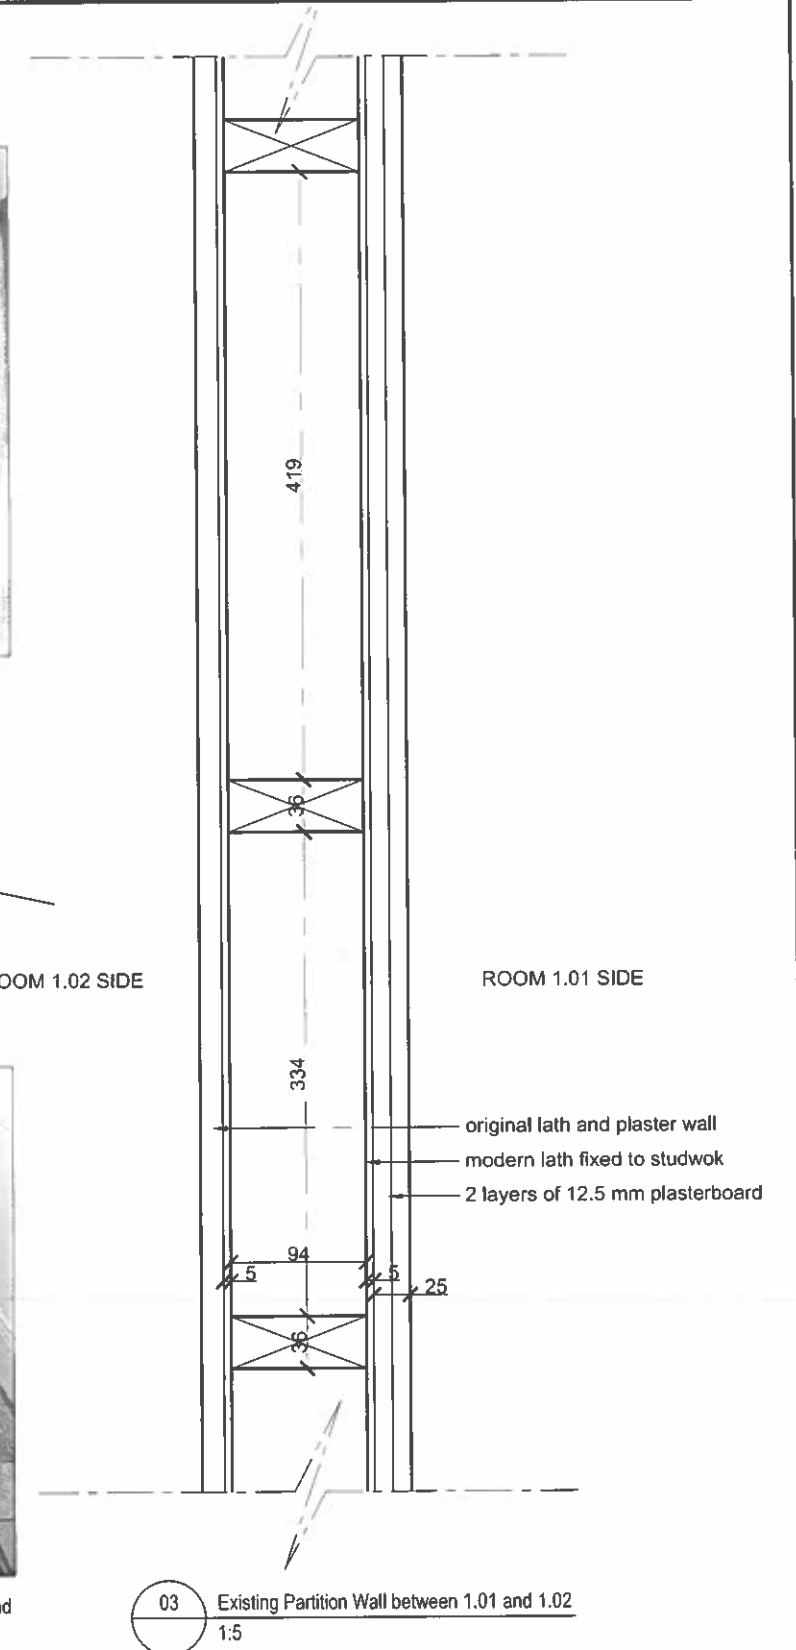 419
36
OOM 1.02 SIDE
ROOM 1.01 SIDE
334
original lath and plaster wall
modern lath fixed to studwok
2 layers of 12.5 mm plasterboard
94
5
5
25
36
03
Existing Partition Wall between 1.01 and 1.02
1:5